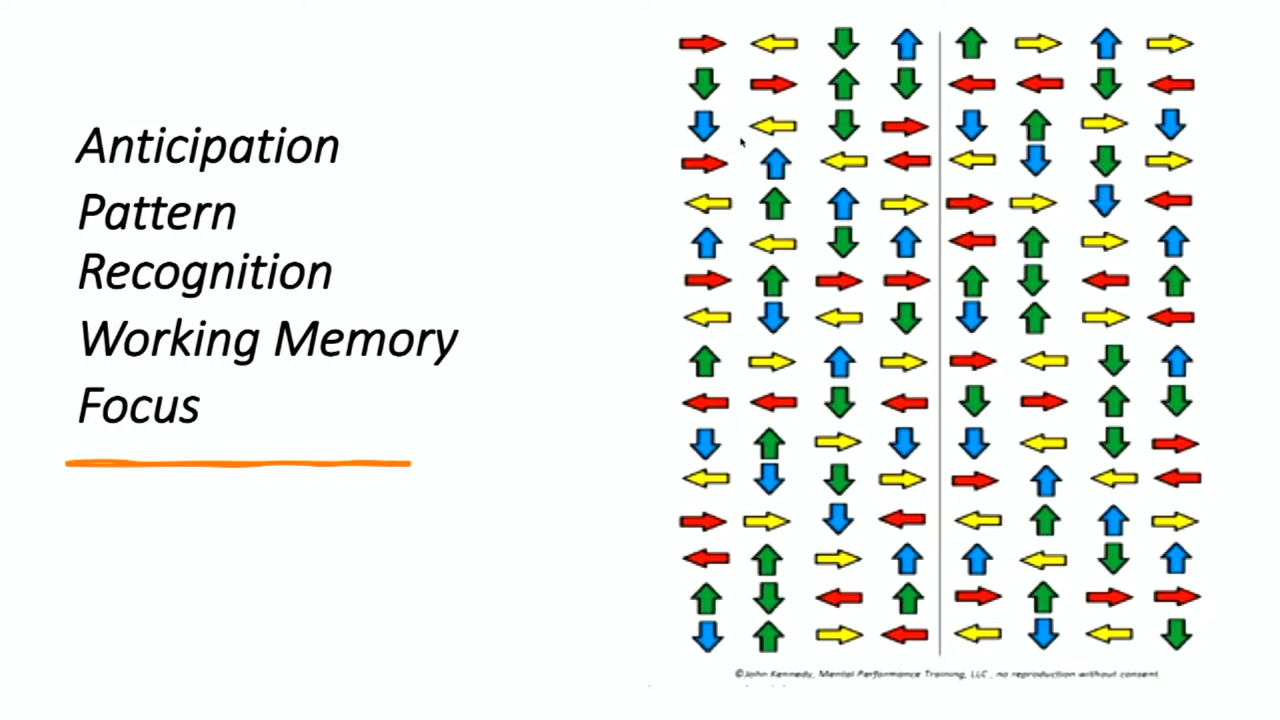 Anticipation
Pattern
Recognition
Working Memory
Focus
©John Kennedy, Mental Performance Training, LLC , no reproduction without consent